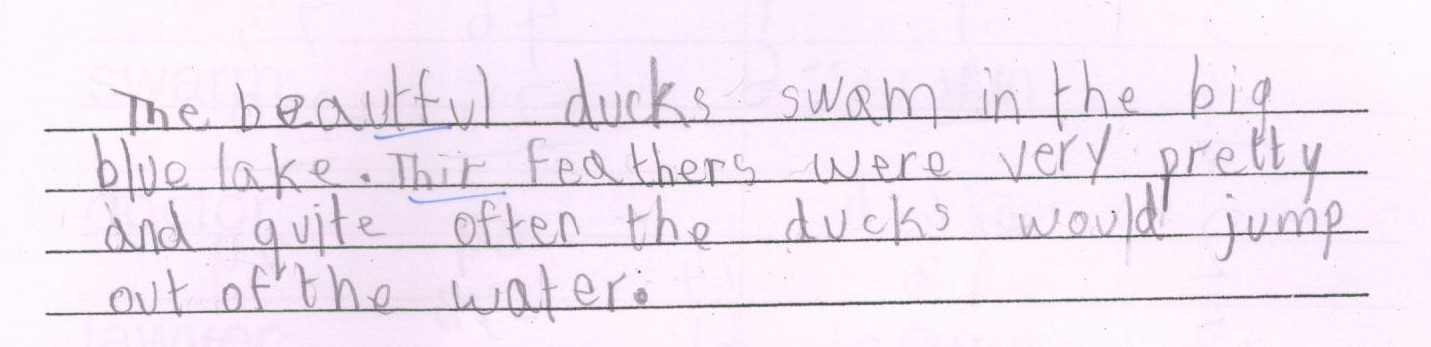 The beautful ducks swam in the big
blue lake. Thir feathers were very pretty
and quite often the ducks would jump
out of the water.